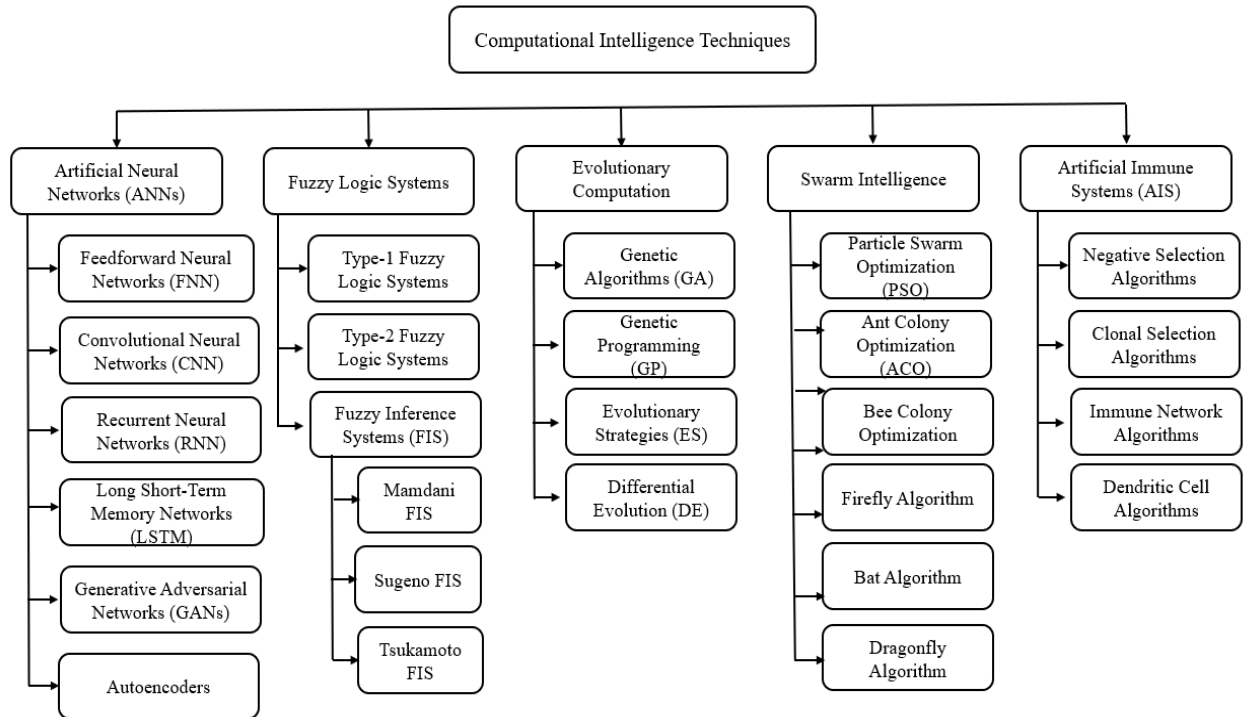 Computational Intelligence Techniques
Artificial Neural
Networks (ANNs)
Feedforward Neural
Networks (FNN)
Convolutional Neural
Networks (CNN)
Recurrent Neural
Networks (RNN)
Long Short-Term
Memory Networks
(LSTM)
Generative Adversarial
Networks (GANs)
Autoencoders
Fuzzy Logic Systems
Type-1 Fuzzy
Logic Systems
Type-2 Fuzzy
Logic Systems
Fuzzy Inference
Systems (FIS)
Mamdani
FIS
Sugeno FIS
Tsukamoto
FIS
Evolutionary
Computation
Genetic
Algorithms (GA)
Genetic
Programming
(GP)
Evolutionary
Strategies (ES)
Differential
Evolution (DE)
Swarm Intelligence
Particle Swarm
Optimization
(PSO)
Ant Colony
Optimization
(ACO)
Bee Colony
Optimization
Firefly Algorithm
Bat Algorithm
Dragonfly
Algorithm
Artificial Immune
Systems (AIS)
Negative Selection
Algorithms
Clonal Selection
Algorithms
Immune Network
Algorithms
Dendritic Cell
Algorithms